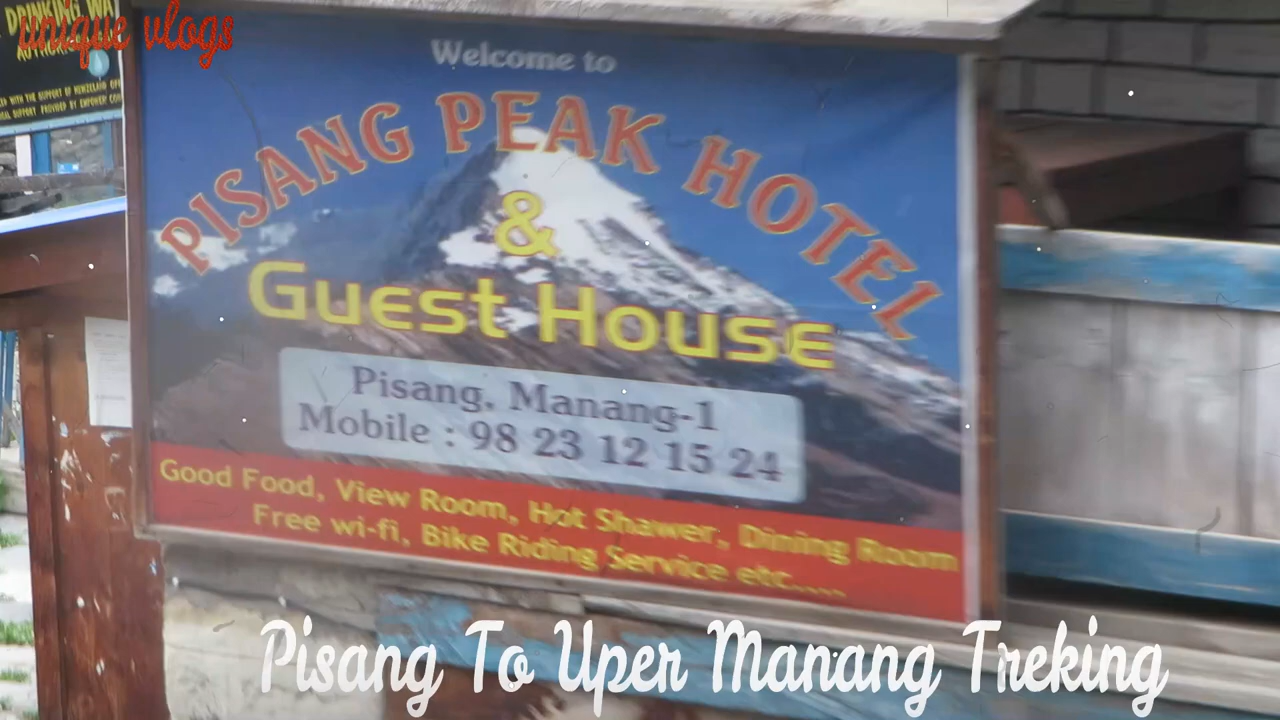 DRINKING WAT
unique vlogs
Welcome to
PISANG PEAK HOTEL
&
Guest House
Pisang, Manang-1
Mobile : 98 23 12 15 24
Good Food, View Room, Hot Shawer, Dining Room
Free wi-fi, Bike Riding Service etc.....
Pisang To Uper Manang Treking